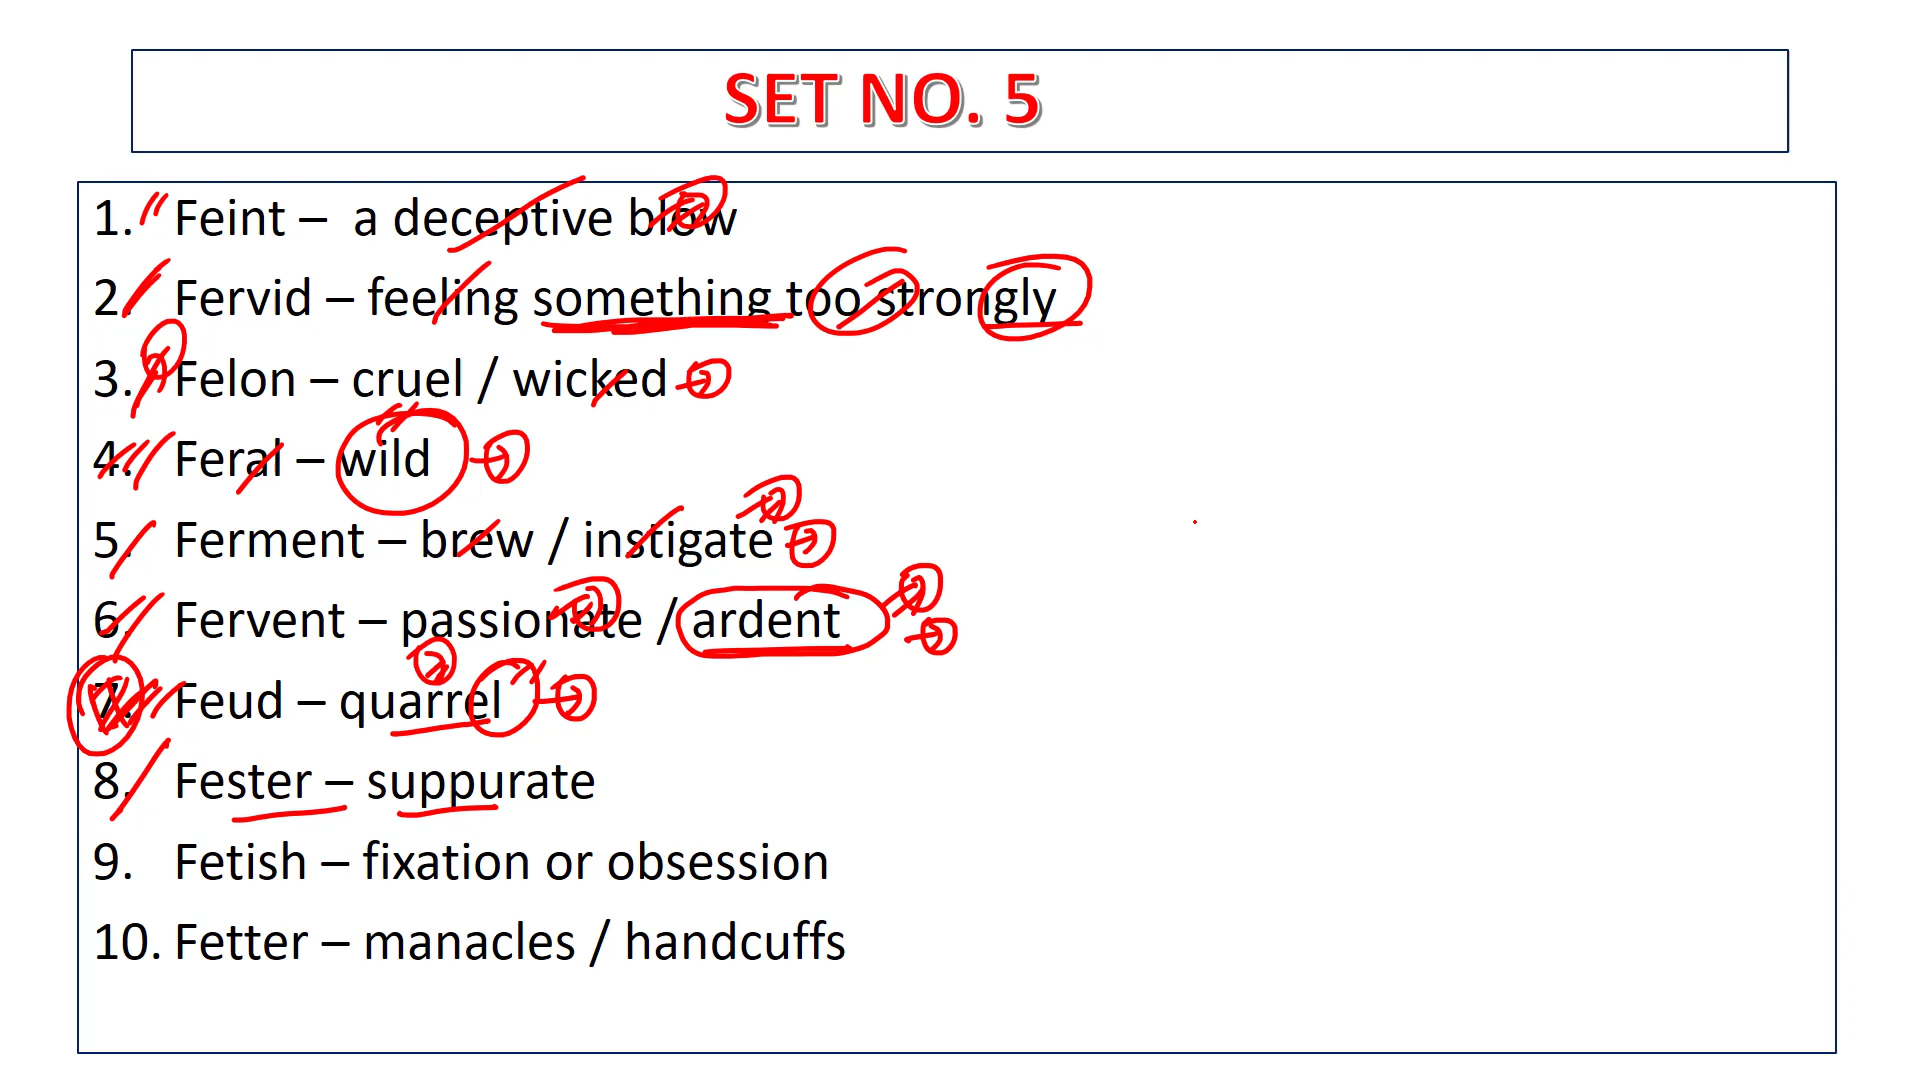 SET NO. 5
1. Feint – a deceptive blow
2. Fervid – feeling something too strongly
3. Felon – cruel / wicked
4. Feral – wild
5. Ferment – brew / instigate
6. Fervent – passionate / ardent
7. Feud – quarrel
8. Fester – suppurate
9. Fetish – fixation or obsession
10. Fetter – manacles / handcuffs